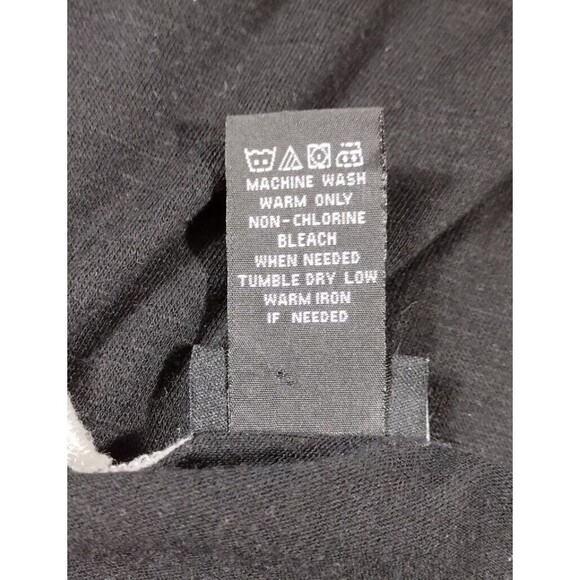 MACHINE WASH
WARM ONLY
NON-CHLORINE
BLEACH
WHEN NEEDED
TUMBLE DRY LOW
WARM IRON
IF NEEDED